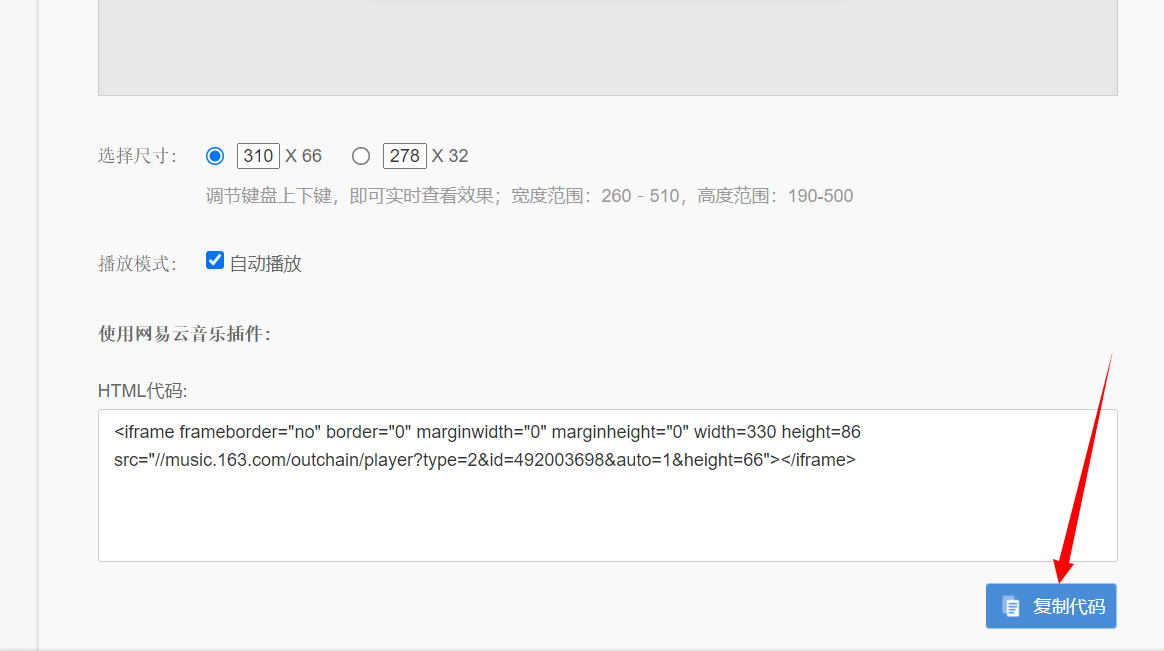 选择尺寸： 310 X 66 278 X 32
调节键盘上下键，即可实时查看效果；宽度范围：260 - 510，高度范围：190-500
播放模式： 自动播放
使用网易云音乐插件：
HTML代码:
<iframe frameborder="no" border="0" marginwidth="0" marginheight="0" width=330 height=86
src="//music.163.com/outchain/player?type=2&id=492003698&auto=1&height=66"></iframe>
复制代码